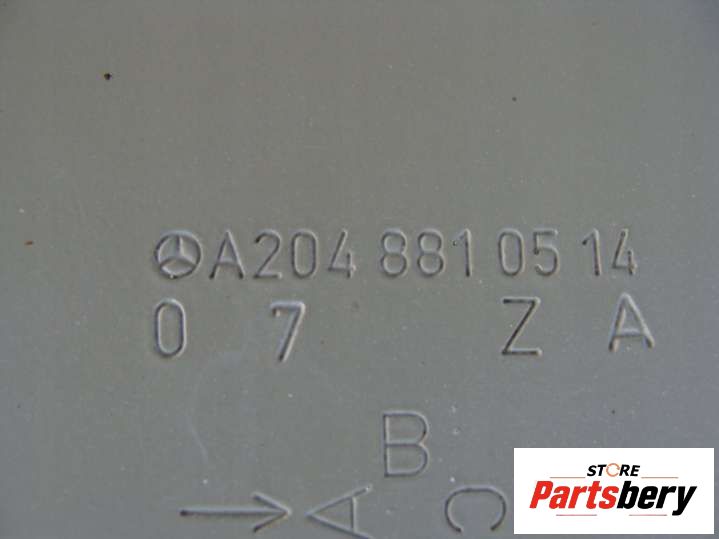 A204 881 05 14
0 7 Z A
B
A C
STORE
Partsbery